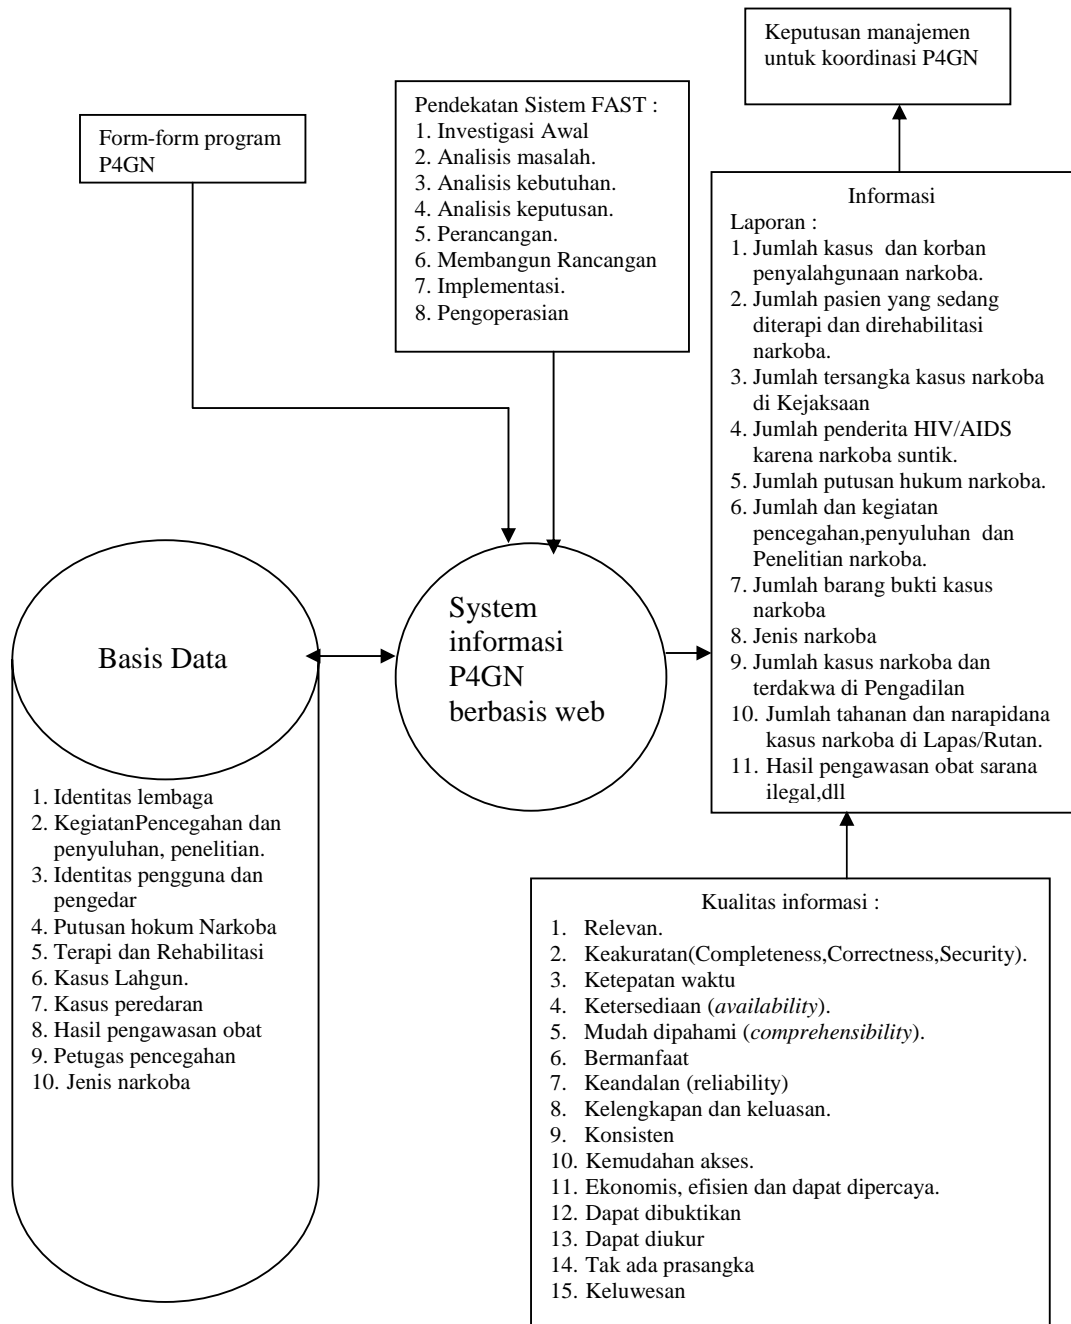 Keputusan manajemen
untuk koordinasi P4GN
Pendekatan Sistem FAST :
1. Investigasi Awal
2. Analisis masalah.
3. Analisis kebutuhan.
4. Analisis keputusan.
5. Perancangan.
6. Membangun Rancangan
7. Implementasi.
8. Pengoperasian
Form-form program
P4GN
Informasi
Laporan :
1. Jumlah kasus dan korban
penyalahgunaan narkoba.
2. Jumlah pasien yang sedang
diterapi dan direhabilitasi
narkoba.
3. Jumlah tersangka kasus narkoba
di Kejaksaan
4. Jumlah penderita HIV/AIDS
karena narkoba suntik.
5. Jumlah putusan hukum narkoba.
6. Jumlah dan kegiatan
pencegahan,penyuluhan dan
Penelitian narkoba.
7. Jumlah barang bukti kasus
narkoba
8. Jenis narkoba
9. Jumlah kasus narkoba dan
terdakwa di Pengadilan
10. Jumlah tahanan dan narapidana
kasus narkoba di Lapas/Rutan.
11. Hasil pengawasan obat sarana
ilegal,dll
System
informasi
P4GN
berbasis web
Basis Data
1. Identitas lembaga
2. KegiatanPencegahan dan
penyuluhan, penelitian.
3. Identitas pengguna dan
pengedar
4. Putusan hokum Narkoba
5. Terapi dan Rehabilitasi
6. Kasus Lahgun.
7. Kasus peredaran
8. Hasil pengawasan obat
9. Petugas pencegahan
10. Jenis narkoba
Kualitas informasi :
1. Relevan.
2. Keakuratan(Completeness,Correctness,Security).
3. Ketepatan waktu
4. Ketersediaan (availability).
5. Mudah dipahami (comprehensibility).
6. Bermanfaat
7. Keandalan (reliability)
8. Kelengkapan dan keluasan.
9. Konsisten
10. Kemudahan akses.
11. Ekonomis, efisien dan dapat dipercaya.
12. Dapat dibuktikan
13. Dapat diukur
14. Tak ada prasangka
15. Keluwesan